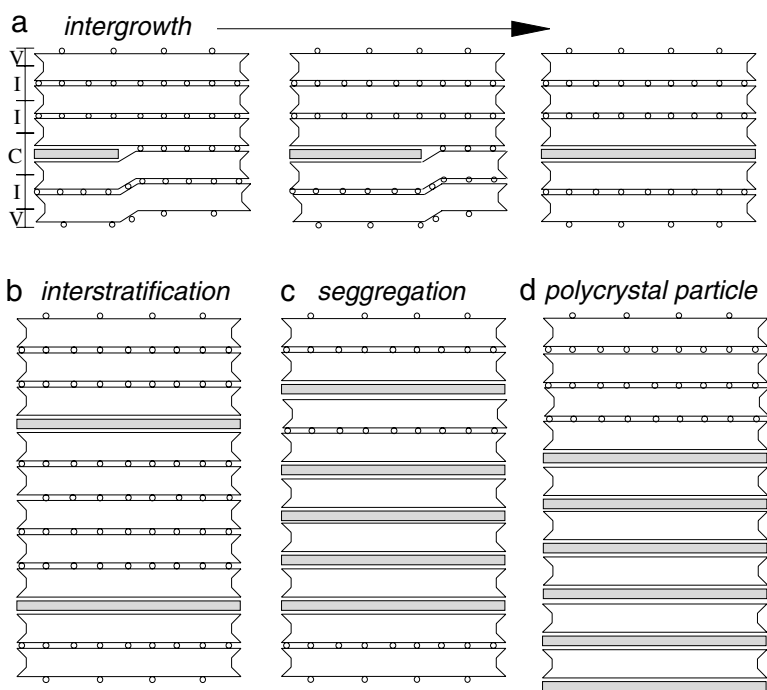 a intergrowth
V
I
I
C
I
V
b interstratification
c seggregation
d polycrystal particle